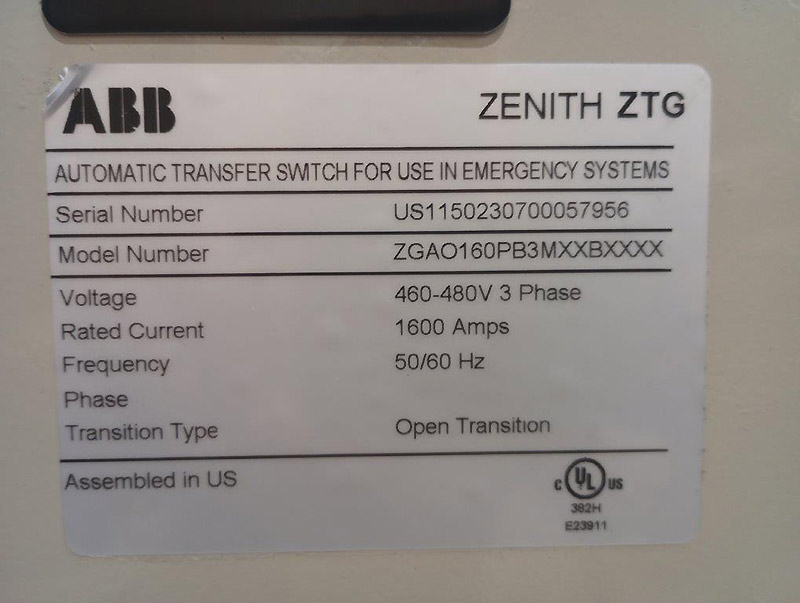 ABB
ZENITH ZTG
AUTOMATIC TRANSFER SWITCH FOR USE IN EMERGENCY SYSTEMS
Serial Number US1150230700057956
Model Number ZGAO160PB3MXXBXXXX
Voltage 460-480V 3 Phase
Rated Current 1600 Amps
Frequency 50/60 Hz
Phase
Transition Type Open Transition
Assembled in US
C UL US
382H
E23911